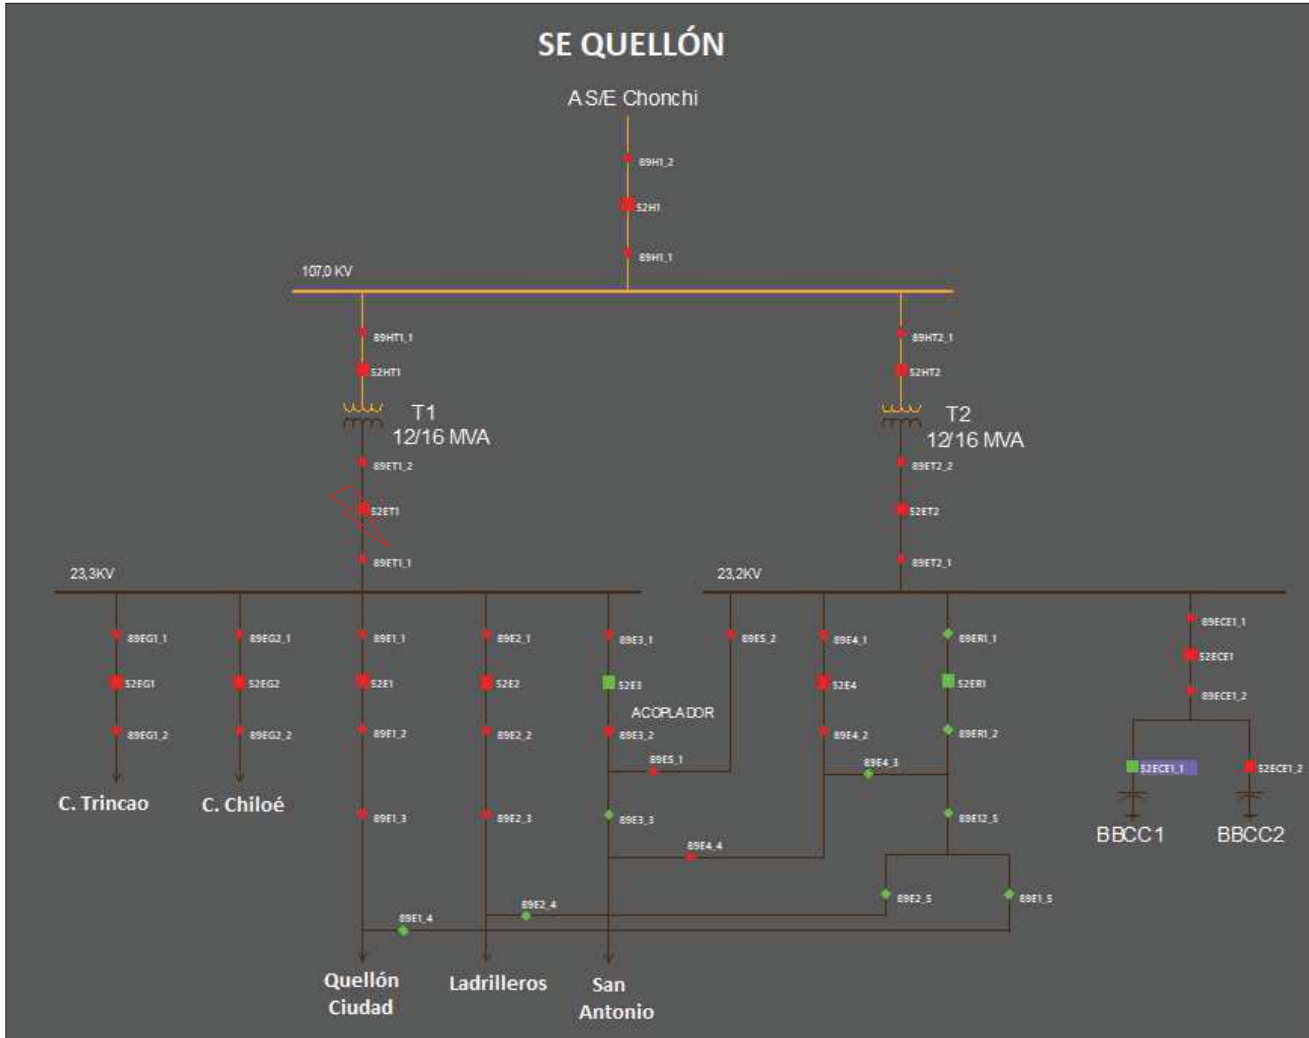 SE QUELLÓN
A S/E Chonchi
89H1_2
52H1
89H1_1
107,0 KV
89HT1_1
89HT2_1
52HT1
52HT2
T1
12/16 MVA
T2
12/16 MVA
89ET1_2
89ET2_2
52ET1
52ET2
89ET1_1
89ET2_1
23,3KV
23,2KV
89EG1_1
89EG2_1
89E1_1
89E2_1
89E3_1
89ES_2
89E4_1
89ER1_1
89ECE1_1
52EG1
52EG2
52E1
52E2
52E3
52E4
52ER1
52ECE1
89ECE1_2
ACOPLADOR
89EG1_2
89EG2_2
89E1_2
89E2_2
89E3_2
89E4_2
89ER1_2
89ES_1
89E4_3
52ECE1_1
52ECE1_2
C. Trincao
C. Chiloé
89E1_3
89E2_3
89E3_3
89E12_5
BBCC1
BBCC2
89E4_4
89E2_4
89E2_5
89E1_5
89E1_4
Quellón
Ciudad
Ladrilleros
San
Antonio